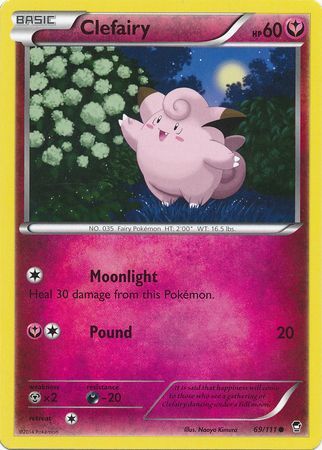 BASIC
Clefairy
HP 60
NO. 035 Fairy Pokémon HT: 2'00" WT: 16.5 lbs.
Moonlight
Heal 30 damage from this Pokémon.
Pound 20
weakness
×2
resistance
-20
retreat
It is said that happiness will come
to those who see a gathering of
Clefairy dancing under a full moon.
©2014 Pokémon
Illus. Naoyo Kimura
69/111